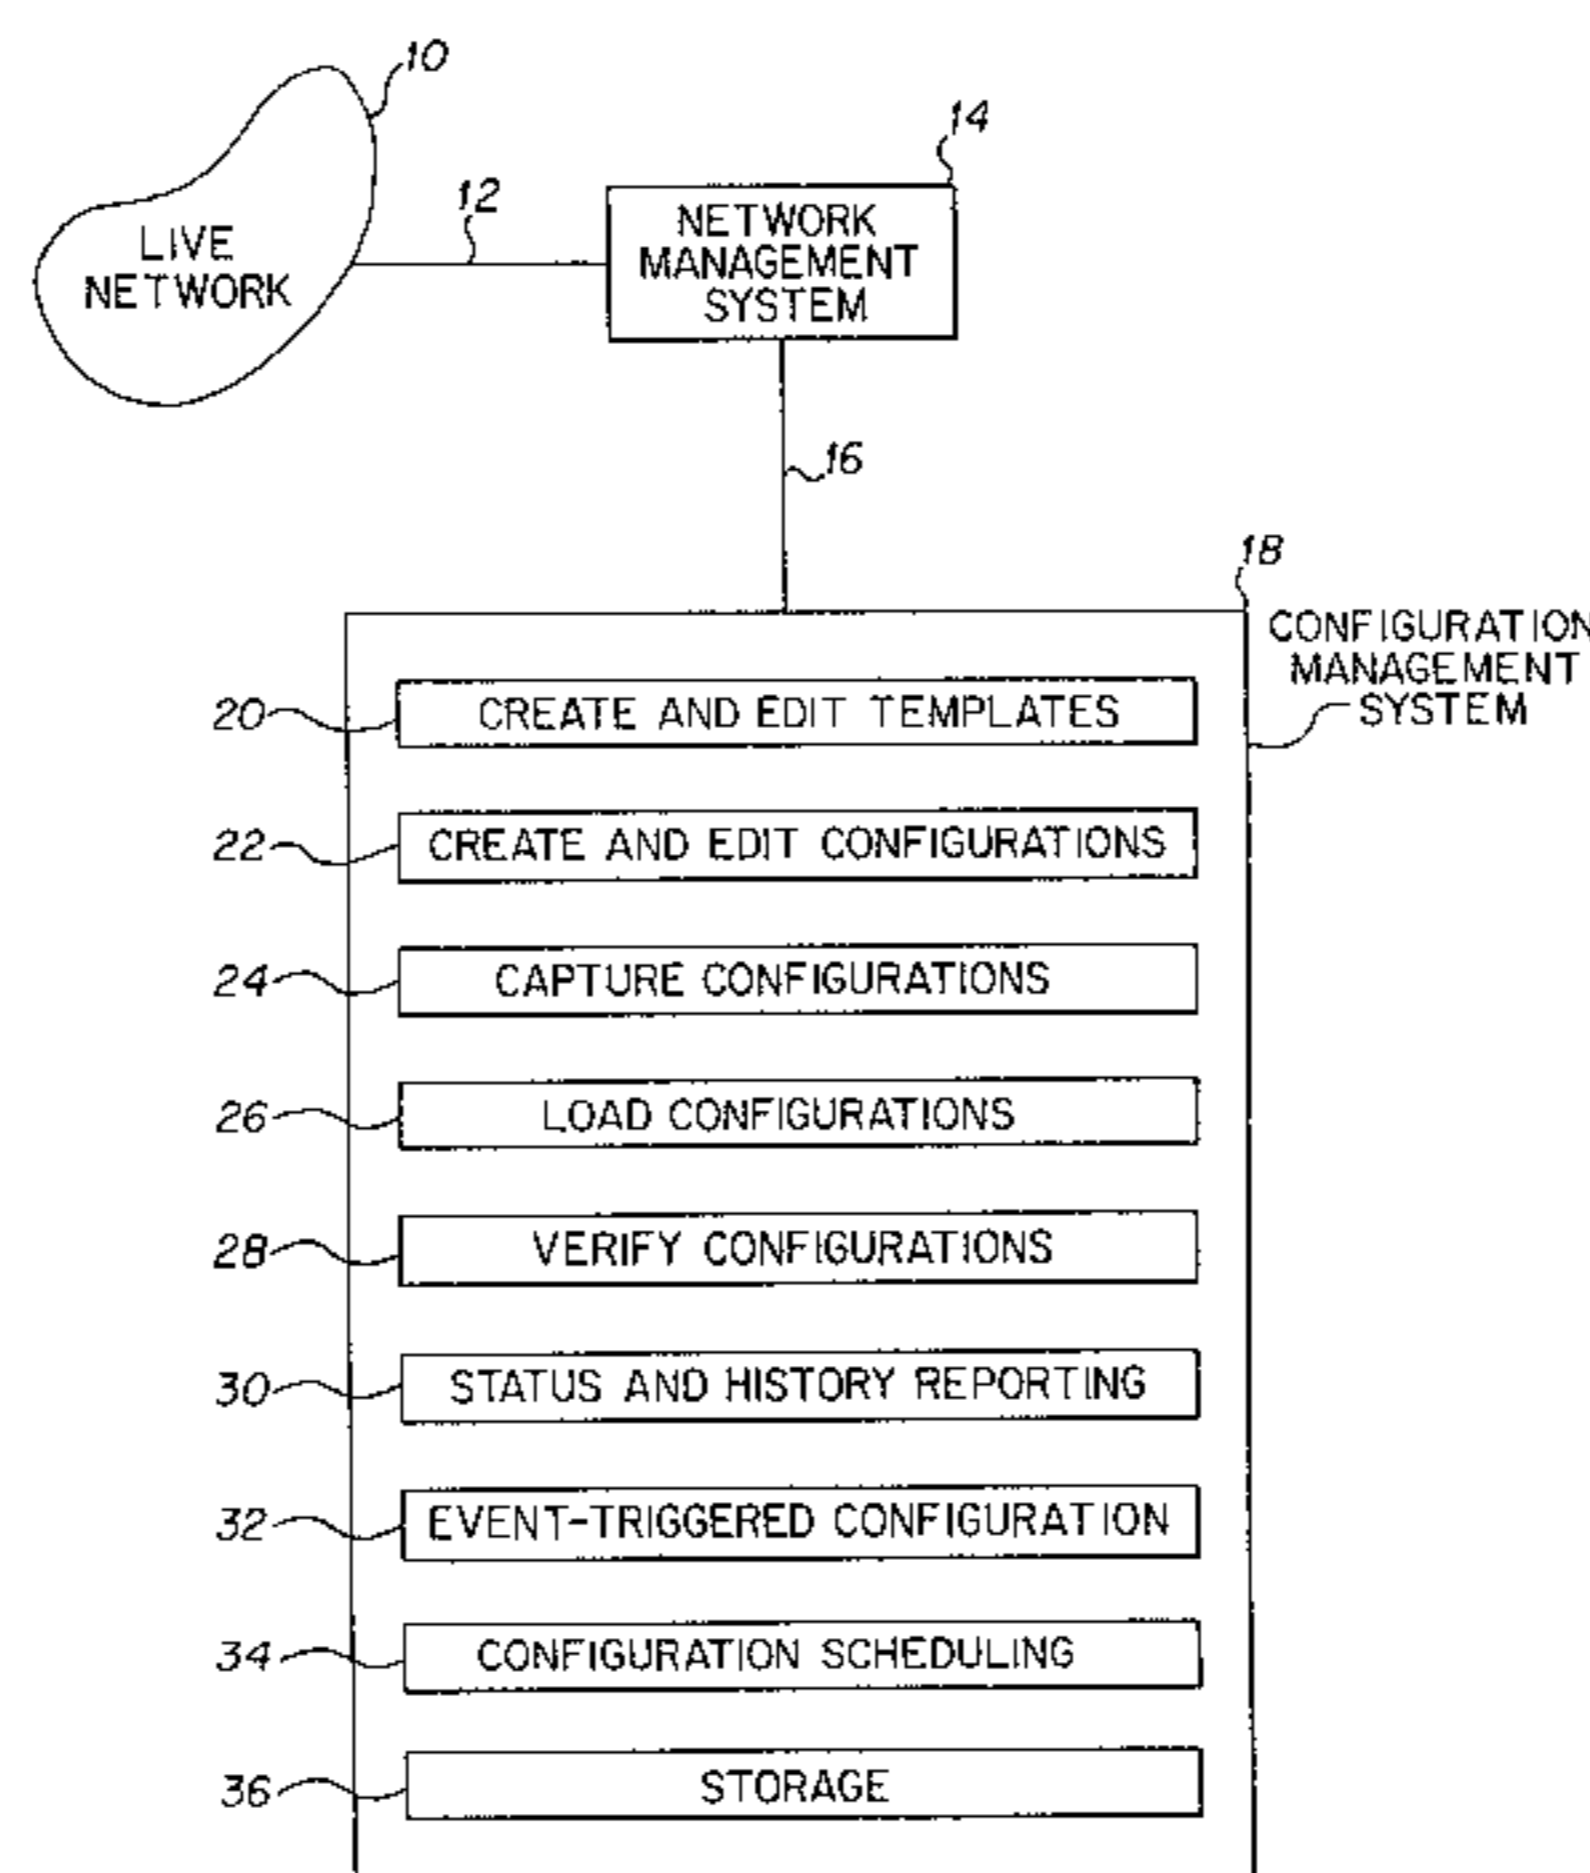 10
14
12
LIVE
NETWORK
NETWORK
MANAGEMENT
SYSTEM
16
18
CONFIGURATION
MANAGEMENT
SYSTEM
20
CREATE AND EDIT TEMPLATES
22
CREATE AND EDIT CONFIGURATIONS
24
CAPTURE CONFIGURATIONS
26
LOAD CONFIGURATIONS
28
VERIFY CONFIGURATIONS
30
STATUS AND HISTORY REPORTING
32
EVENT-TRIGGERED CONFIGURATION
34
CONFIGURATION SCHEDULING
36
STORAGE